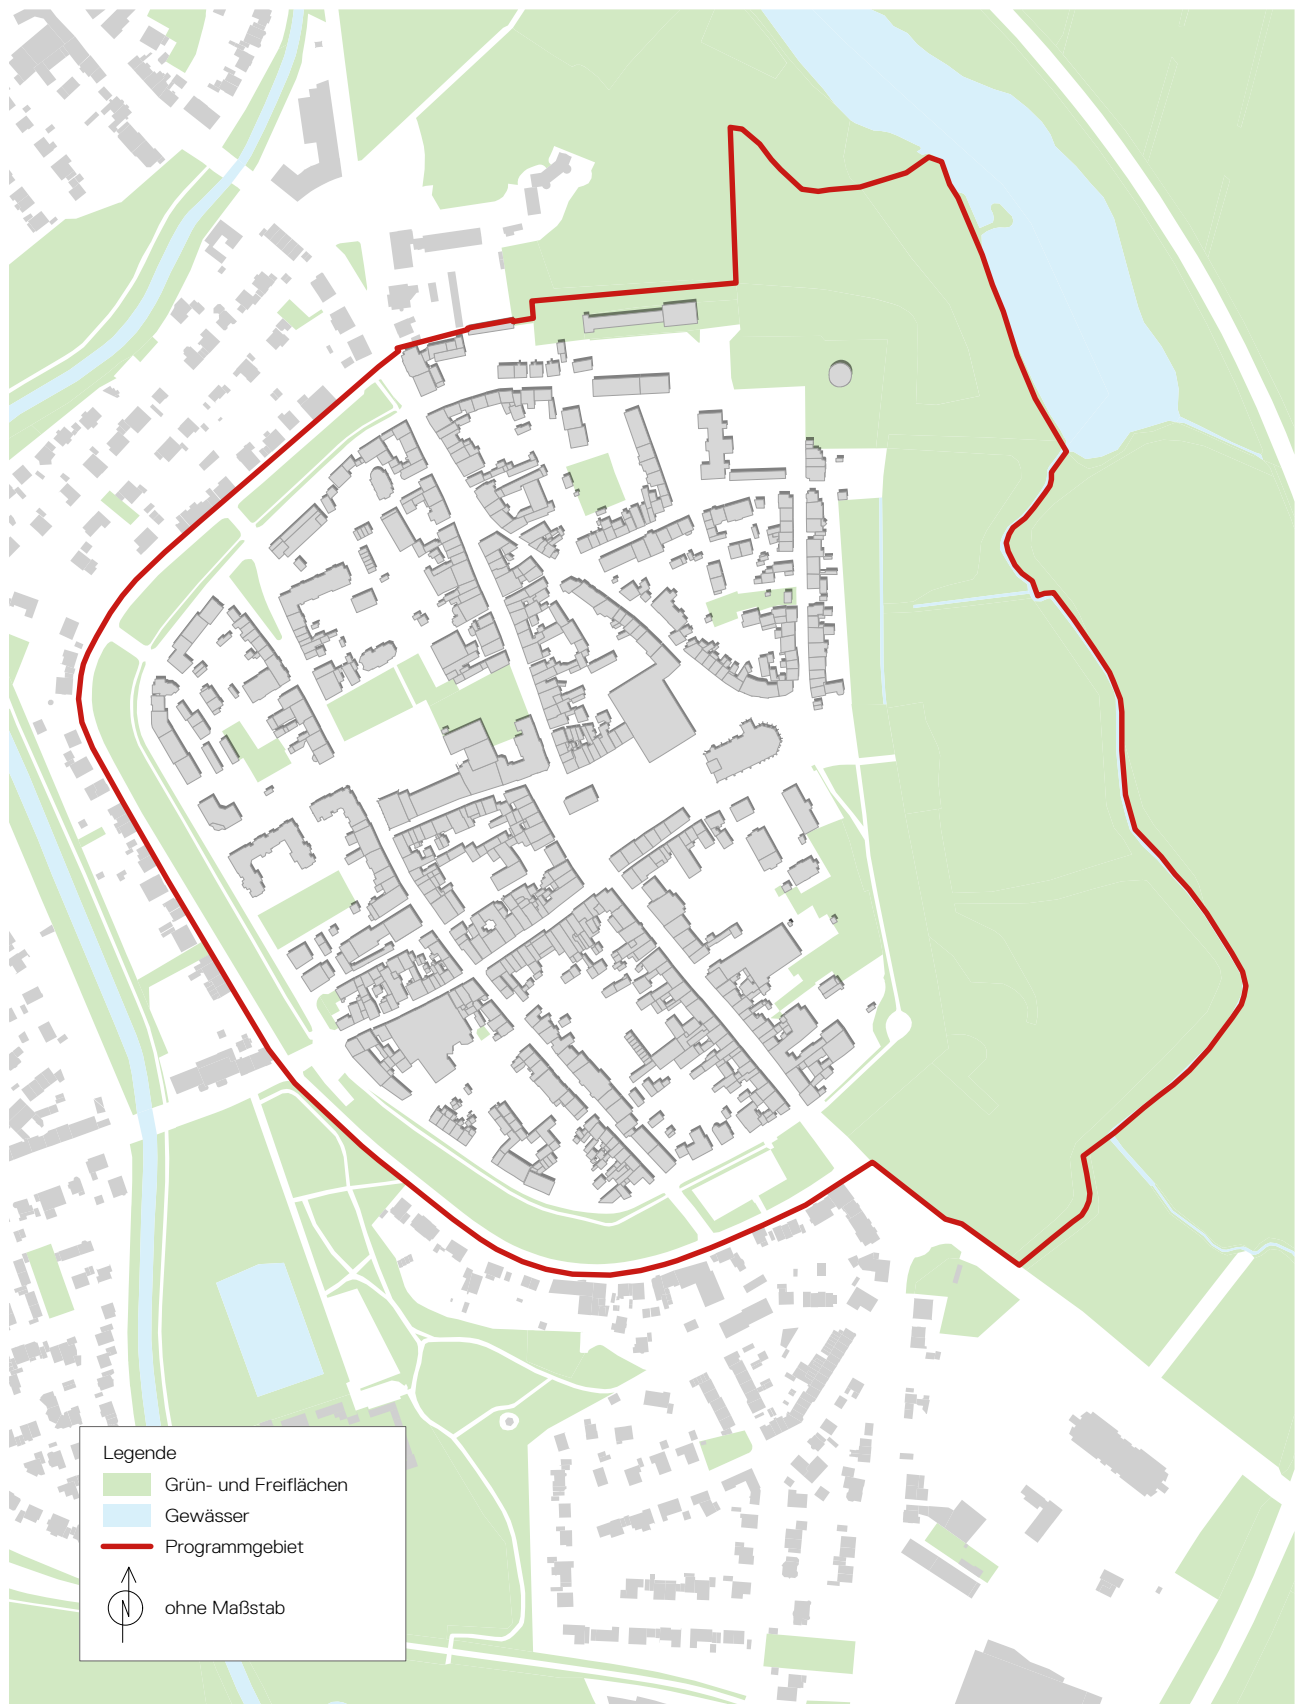 Legende
Grün- und Freiflächen
Gewässer
Programmgebiet
N
ohne Maßstab